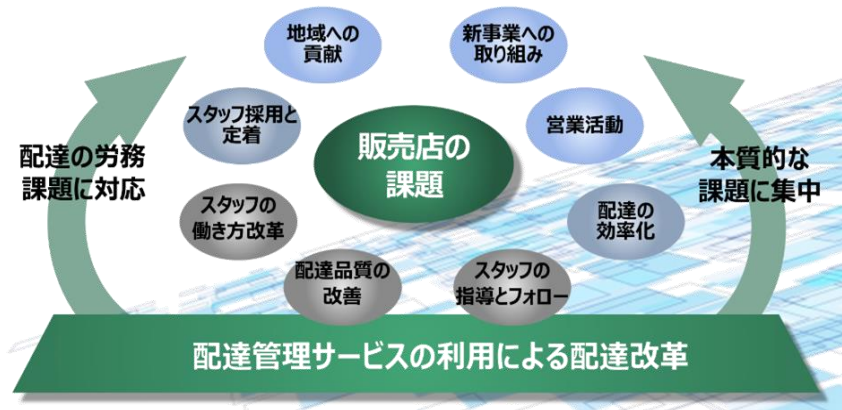 地域への
貢献
新事業への
取り組み
スタッフ採用と
定着
営業活動
販売店の
課題
配達の労務
課題に対応
本質的な
課題に集中
スタッフの
働き方改革
配達の
効率化
配達品質の
改善
スタッフの
指導とフォロー
配達管理サービスの利用による配達改革